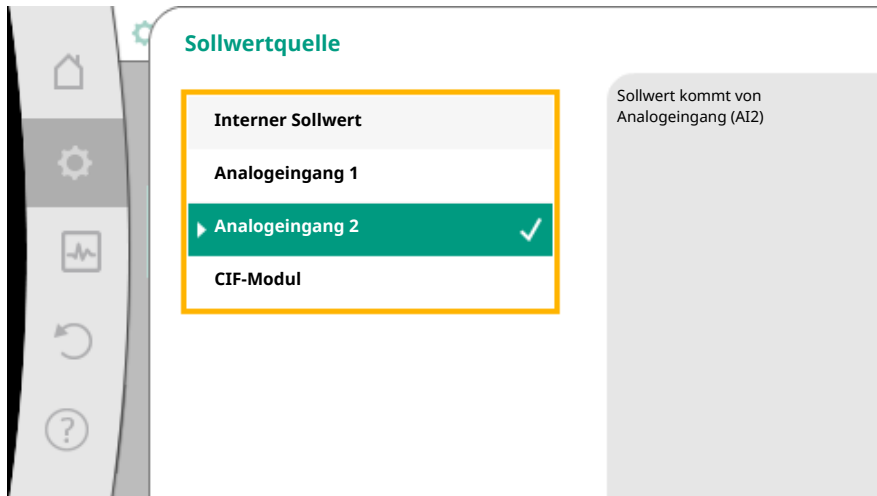 Sollwertquelle
Interner Sollwert
Analogeingang 1
Analogeingang 2
CIF-Modul
Sollwert kommt von
Analogeingang (AI2)
?